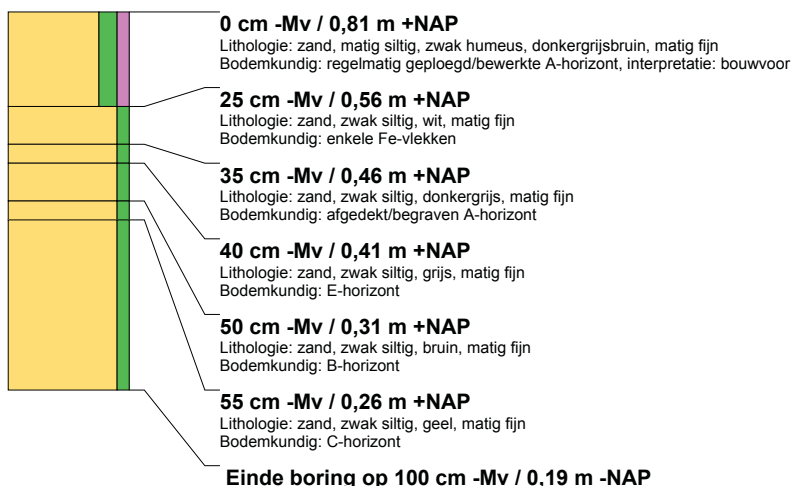 0 cm -Mv / 0,81 m +NAP
Lithologie: zand, matig siltig, zwak humeus, donkergrijsbruin, matig fijn
Bodemkundig: regelmatig geploegd/bewerkte A-horizont, interpretatie: bouwvoor
25 cm -Mv / 0,56 m +NAP
Lithologie: zand, zwak siltig, wit, matig fijn
Bodemkundig: enkele Fe-vlekken
35 cm -Mv / 0,46 m +NAP
Lithologie: zand, zwak siltig, donkergrijs, matig fijn
Bodemkundig: afgedekt/begraven A-horizont
40 cm -Mv / 0,41 m +NAP
Lithologie: zand, zwak siltig, grijs, matig fijn
Bodemkundig: E-horizont
50 cm -Mv / 0,31 m +NAP
Lithologie: zand, zwak siltig, bruin, matig fijn
Bodemkundig: B-horizont
55 cm -Mv / 0,26 m +NAP
Lithologie: zand, zwak siltig, geel, matig fijn
Bodemkundig: C-horizont
Einde boring op 100 cm -Mv / 0,19 m -NAP